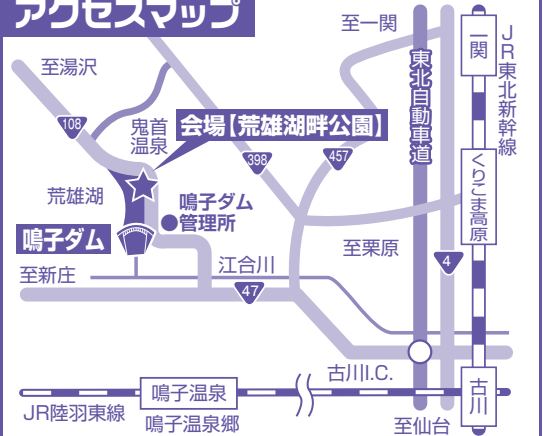 アクセスマップ
至一関
一関
JR東北新幹線
至湯沢
東北自動車道
108
鬼首
温泉
会場【荒雄湖畔公園】
398
457
くりこま高原
荒雄湖
鳴子ダム
管理所
鳴子ダム
至栗原
至新庄
江合川
4
47
古川I.C.
鳴子温泉
古川
JR陸羽東線
鳴子温泉郷
至仙台